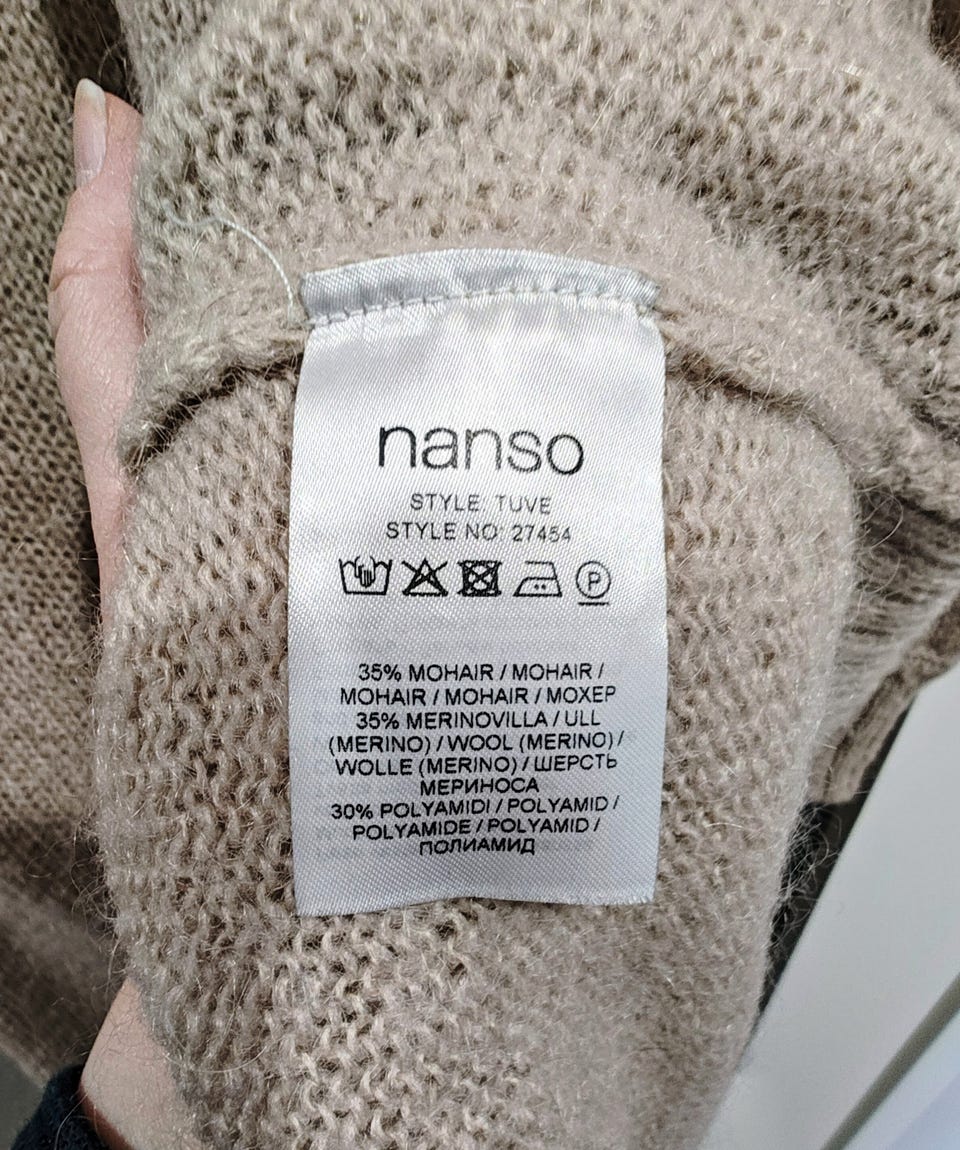 nanso
STYLE: TUVE
STYLE NO: 27454
P
35% MOHAIR / MOHAIR /
MOHAIR / MOHAIR / МОХЕР
35% MERINOVILLA / ULL
(MERINO) / WOOL (MERINO) /
WOLLE (MERINO) / ШЕРСТЬ
МЕРИНОСА
30% POLYAMIDI / POLYAMID /
POLYAMIDE / POLYAMID /
ПОЛИАМИД